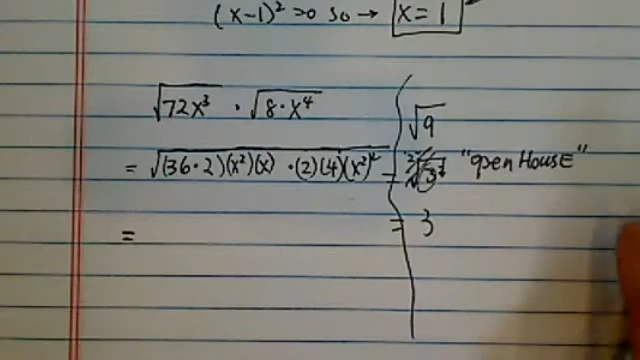 (x-1)² = 0 so → x = 1
√72x³ · √8·x⁴
= √(36·2)(x²)(x)·(2)(4)(x²)²
=
√9
= "open House"
= 3